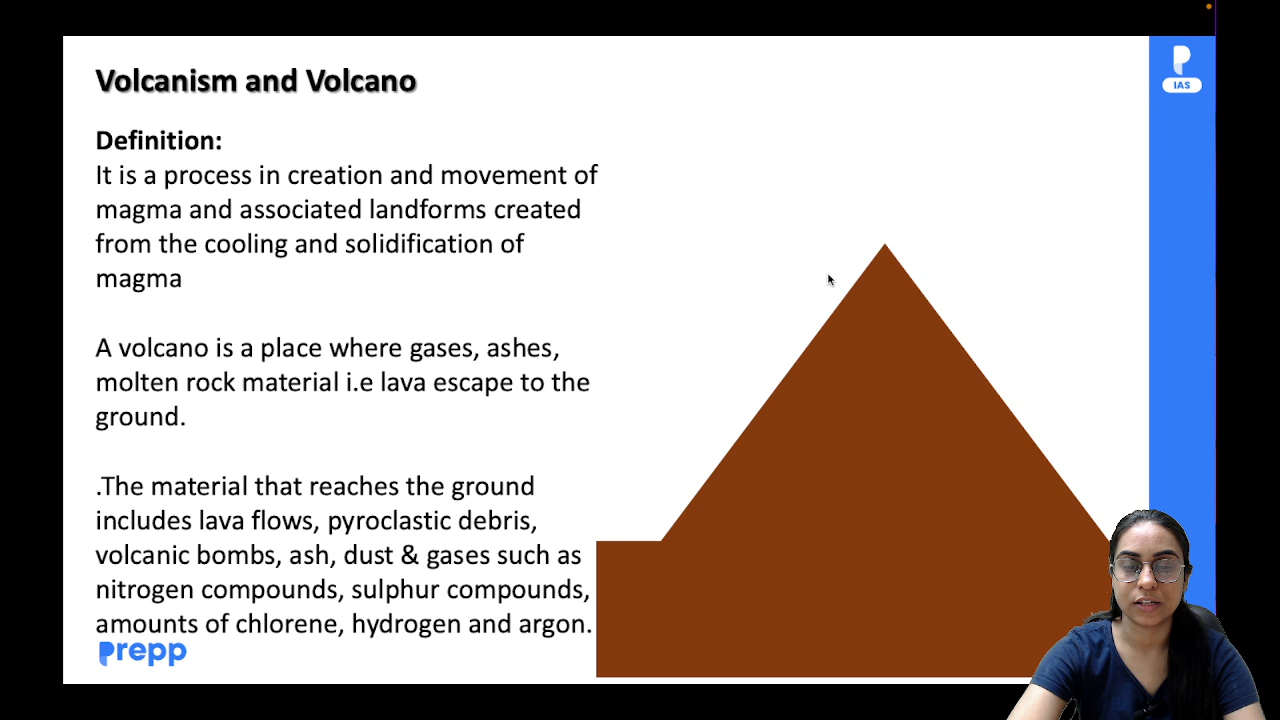 Volcanism and Volcano
IAS
Definition:
It is a process in creation and movement of
magma and associated landforms created
from the cooling and solidification of
magma
A volcano is a place where gases, ashes,
molten rock material i.e lava escape to the
ground.
.The material that reaches the ground
includes lava flows, pyroclastic debris,
volcanic bombs, ash, dust & gases such as
nitrogen compounds, sulphur compounds,
amounts of chlorene, hydrogen and argon.
prepp